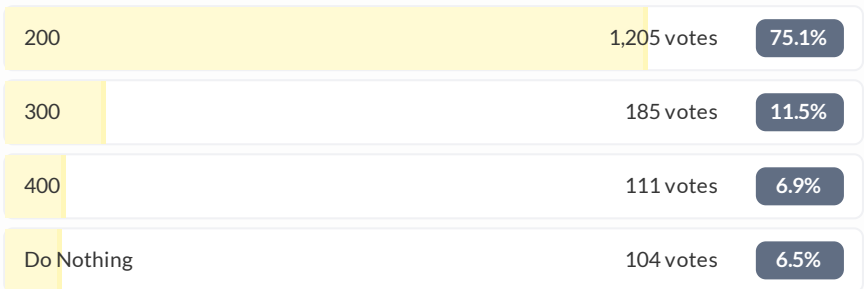 200 1,205 votes 75.1%
300 185 votes 11.5%
400 111 votes 6.9%
Do Nothing 104 votes 6.5%